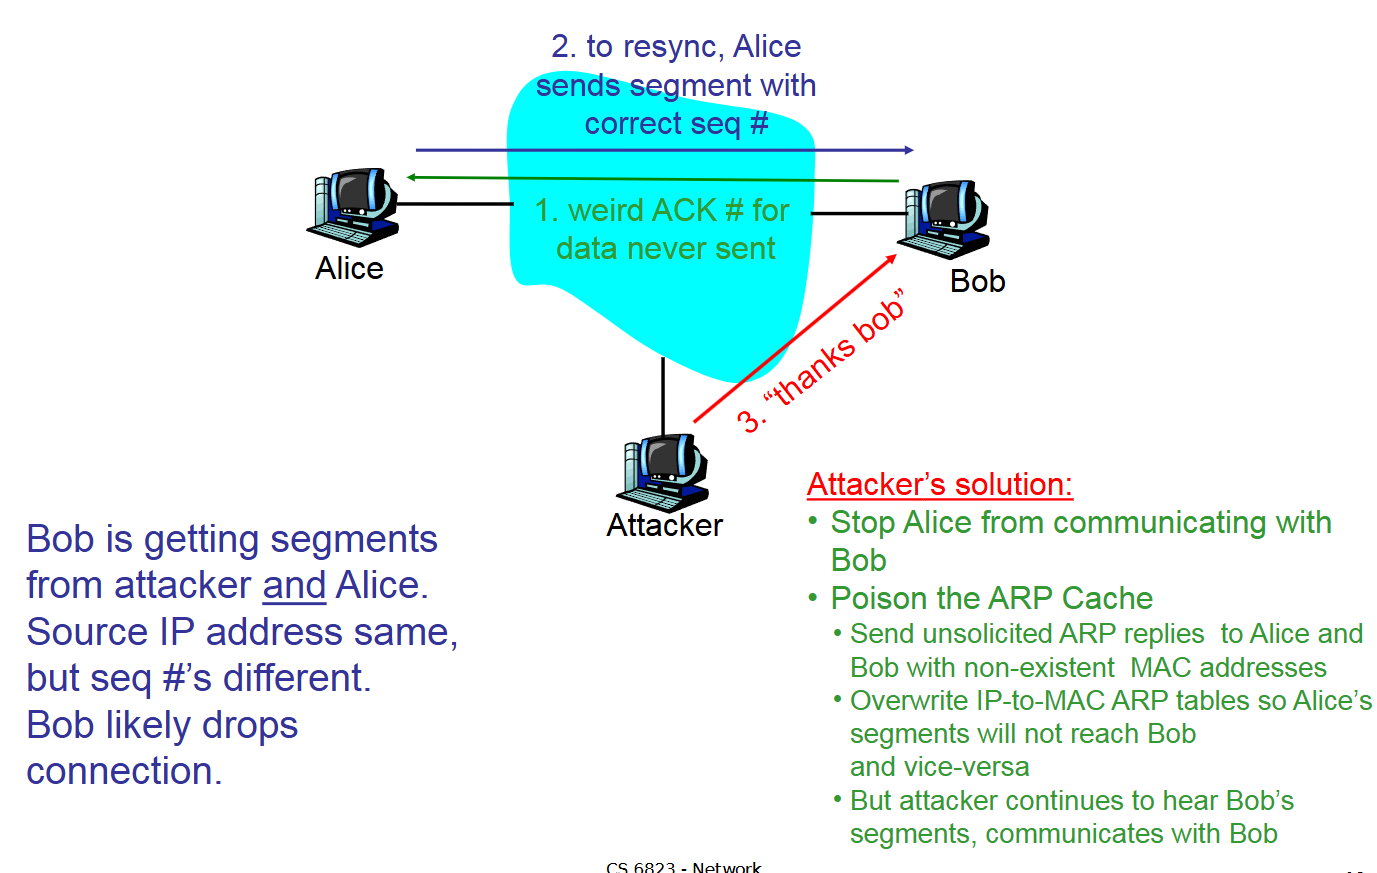 2. to resync, Alice
sends segment with
correct seq #
1. weird ACK # for
data never sent
Alice
Bob
3. “thanks bob”
Attacker
Bob is getting segments
from attacker and Alice.
Source IP address same,
but seq #’s different.
Bob likely drops
connection.
Attacker’s solution:
• Stop Alice from communicating with
Bob
• Poison the ARP Cache
• Send unsolicited ARP replies to Alice and
Bob with non-existent MAC addresses
• Overwrite IP-to-MAC ARP tables so Alice’s
segments will not reach Bob
and vice-versa
• But attacker continues to hear Bob’s
segments, communicates with Bob
CS 6823 - Network